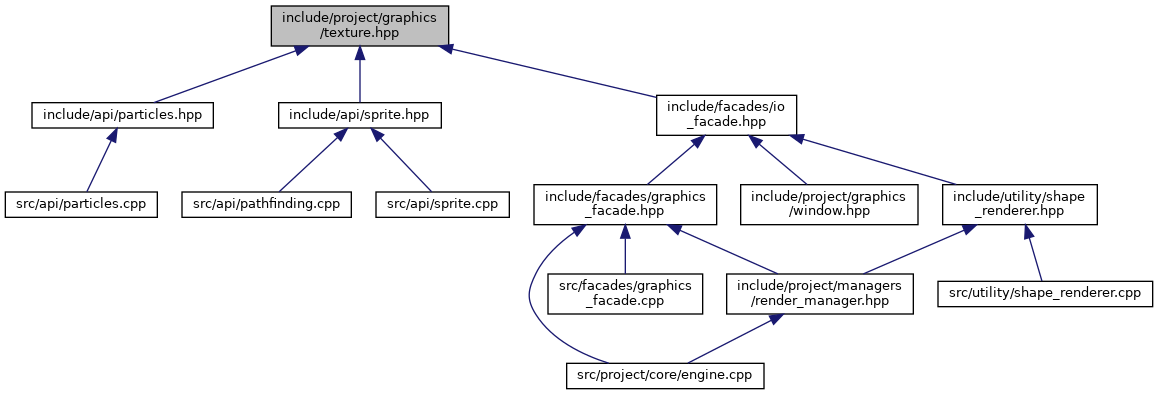 include/project/graphics
/texture.hpp
include/api/particles.hpp
include/api/sprite.hpp
include/facades/io
_facade.hpp
src/api/particles.cpp
src/api/pathfinding.cpp
src/api/sprite.cpp
include/facades/graphics
_facade.hpp
include/project/graphics
/window.hpp
include/utility/shape
_renderer.hpp
src/facades/graphics
_facade.cpp
include/project/managers
/render_manager.hpp
src/utility/shape_renderer.cpp
src/project/core/engine.cpp